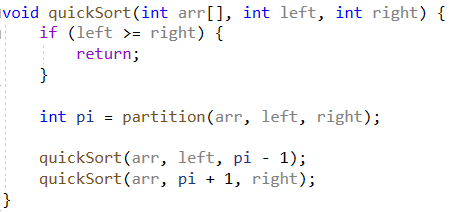 void quickSort(int arr[], int left, int right) {
    if (left >= right) {
        return;
    }

    int pi = partition(arr, left, right);

    quickSort(arr, left, pi - 1);
    quickSort(arr, pi + 1, right);
}